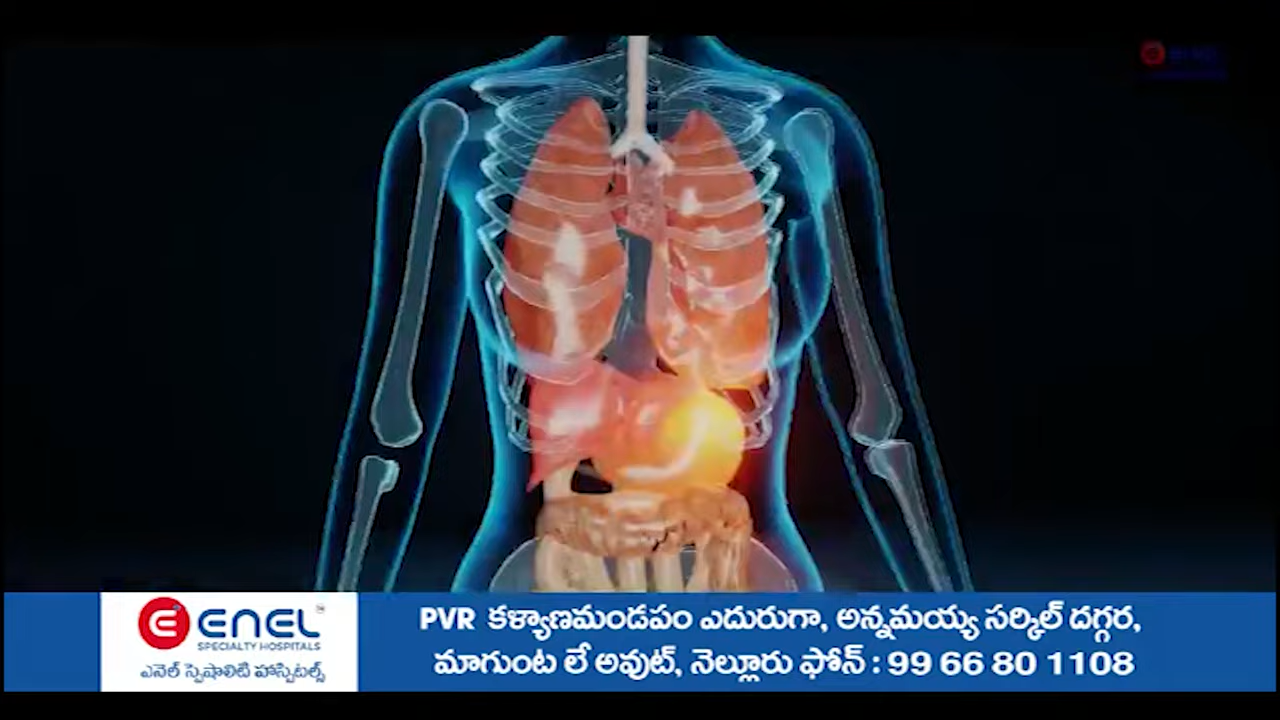 ENEL
SPECIALTY HOSPITALS
ఎనెల్ స్పెషాలిటి హాస్పిటల్స్
PVR కళ్యాణమండపం ఎదురుగా, అన్నమయ్య సర్కిల్ దగ్గర,
మాగుంట లే అవుట్, నెల్లూరు ఫోన్ : 99 66 80 1108